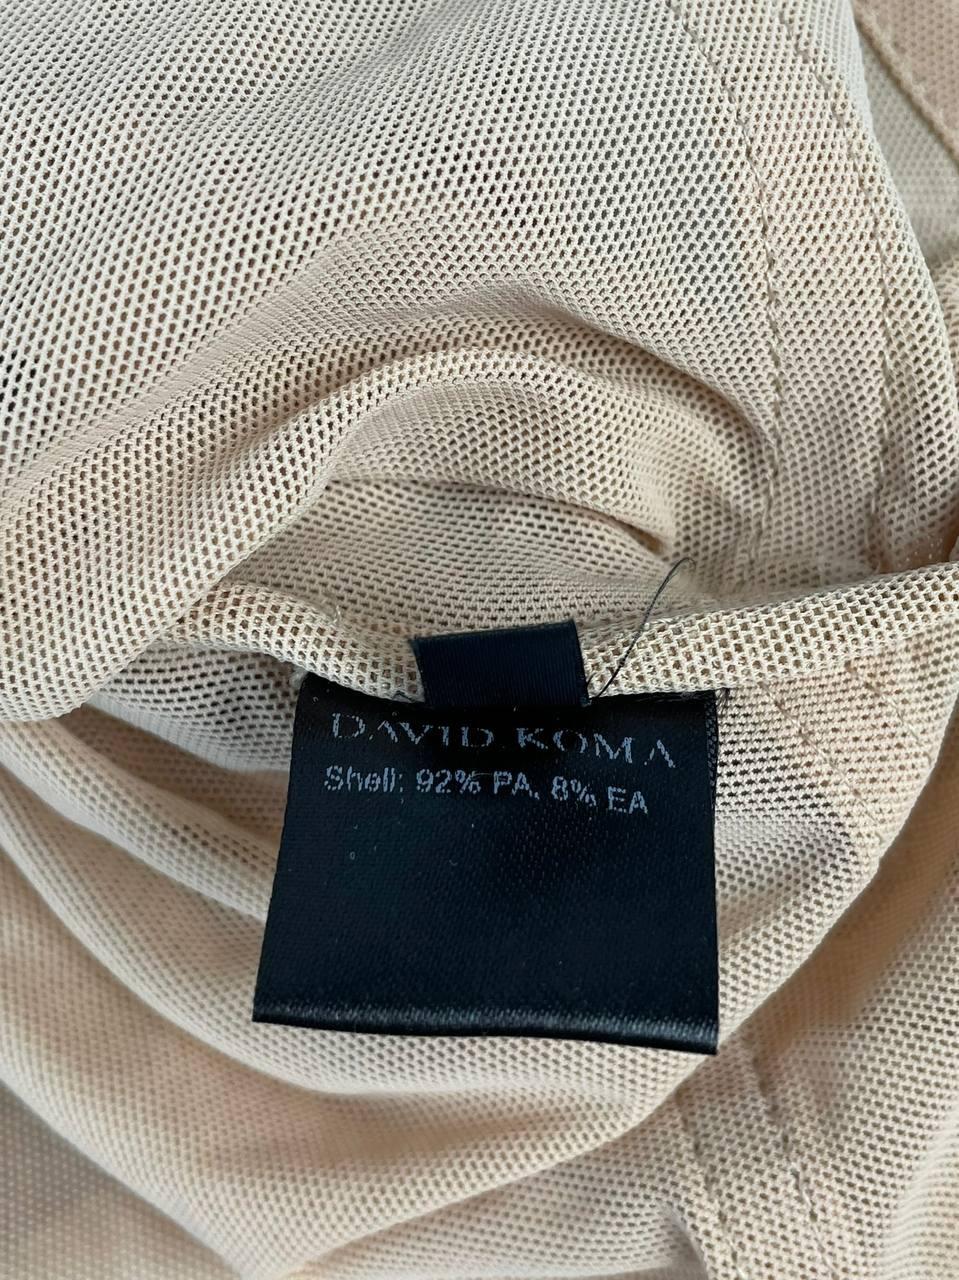 DAVID KOMA
Shell: 92% PA, 8% EA